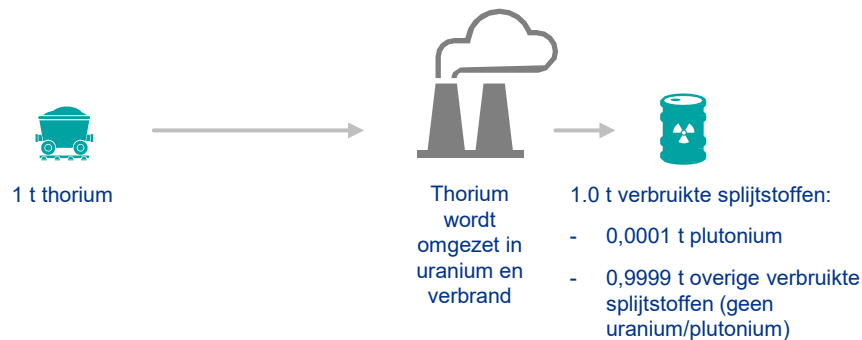 1 t thorium
Thorium
wordt
omgezet in
uranium en
verbrand
1.0 t verbruikte splijtstoffen:
- 0,0001 t plutonium
- 0,9999 t overige verbruikte
splijtstoffen (geen
uranium/plutonium)